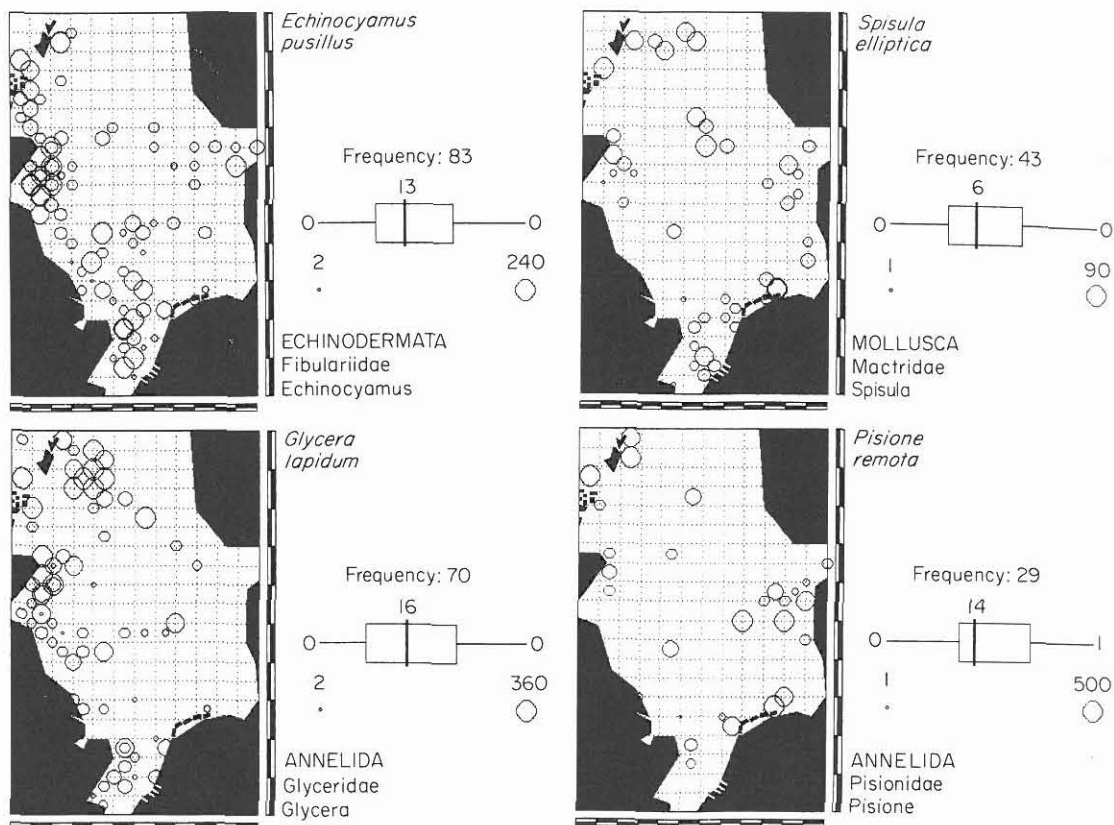 Echinocyamus
pusillus
Frequency: 83
13
0 0
2 240
ECHINODERMATA
Fibulariidae
Echinocyamus
Spisula
elliptica
Frequency: 43
6
0 0
1 90
MOLLUSCA
Mactridae
Spisula
Glycera
lapidum
Frequency: 70
16
0 0
2 360
ANNELIDA
Glyceridae
Glycera
Pisione
remota
Frequency: 29
14
0 1
1 500
ANNELIDA
Pisionidae
Pisione